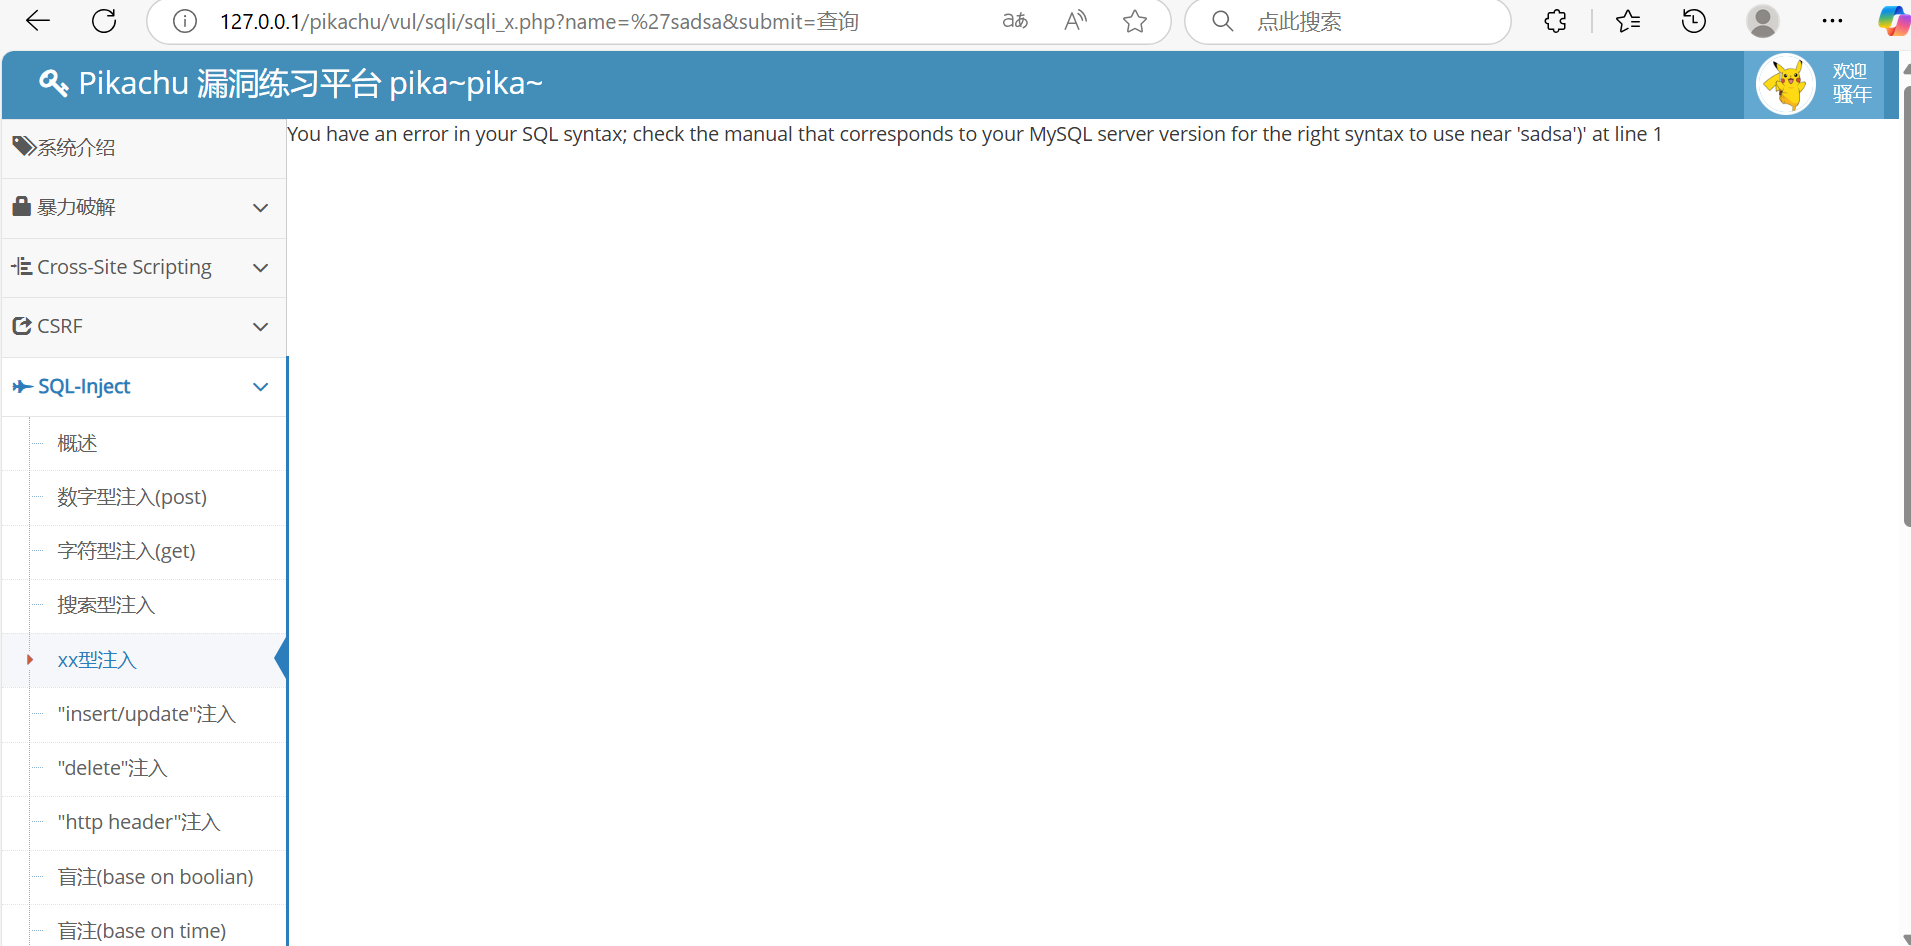 127.0.0.1/pikachu/vul/sqli/sqli_x.php?name=%27sadsa&submit=查询
点此搜索
Pikachu 漏洞练习平台 pika~pika~
欢迎
骚年
系统介绍
You have an error in your SQL syntax; check the manual that corresponds to your MySQL server version for the right syntax to use near 'sadsa')' at line 1
暴力破解
Cross-Site Scripting
CSRF
SQL-Inject
概述
数字型注入(post)
字符型注入(get)
搜索型注入
xx型注入
"insert/update"注入
"delete"注入
"http header"注入
盲注(base on boolian)
盲注(base on time)